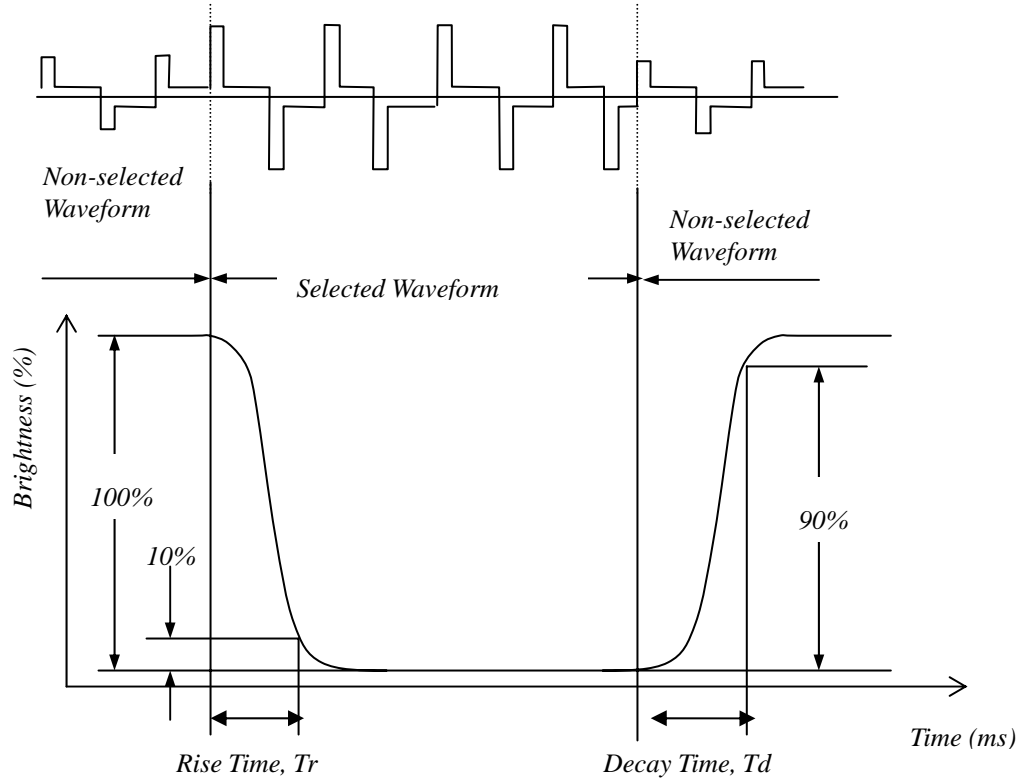 Non-selected
Waveform
Non-selected
Waveform
Selected Waveform
Brightness (%)
100%
10%
90%
Time (ms)
Rise Time, Tr
Decay Time, Td